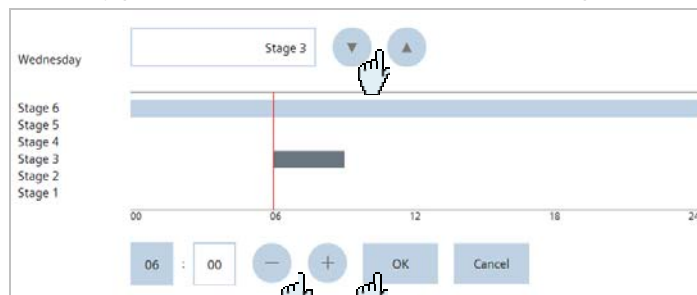 Stage 3
Wednesday
Stage 6
Stage 5
Stage 4
Stage 3
Stage 2
Stage 1
00 06 12 18 24
06 : 00 − + OK Cancel